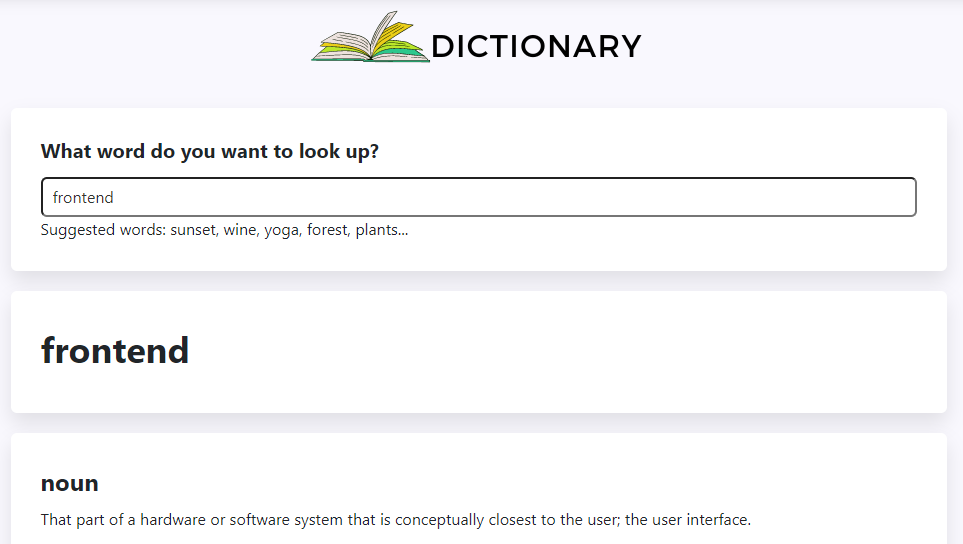 DICTIONARY
What word do you want to look up?
frontend
Suggested words: sunset, wine, yoga, forest, plants...
frontend
noun
That part of a hardware or software system that is conceptually closest to the user; the user interface.